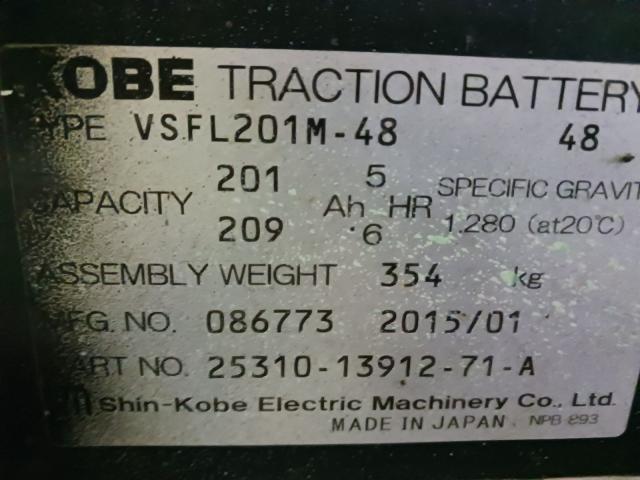 KOBE TRACTION BATTERY
TYPE VSFL201M-48 48
CAPACITY 201 209 Ah 5 6 HR SPECIFIC GRAVIT 1.280 (at20℃)
ASSEMBLY WEIGHT 354 kg
MFG. NO. 086773 2015/01
PART NO. 25310-13912-71-A
Shin-Kobe Electric Machinery Co., Ltd.
MADE IN JAPAN. NPB 893